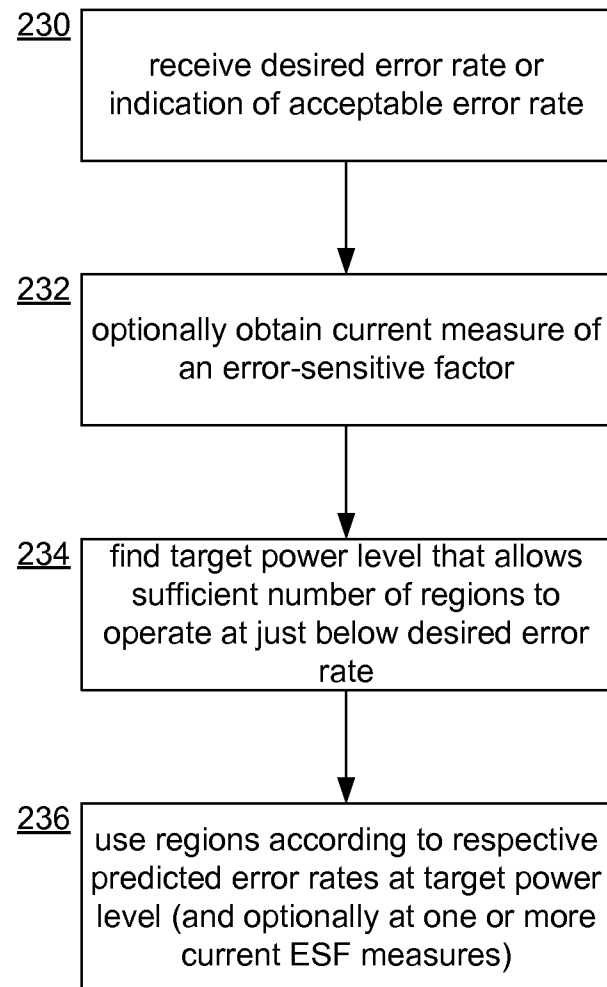 230
receive desired error rate or
indication of acceptable error rate
232
optionally obtain current measure of
an error-sensitive factor
234
find target power level that allows
sufficient number of regions to
operate at just below desired error
rate
236
use regions according to respective
predicted error rates at target power
level (and optionally at one or more
current ESF measures)